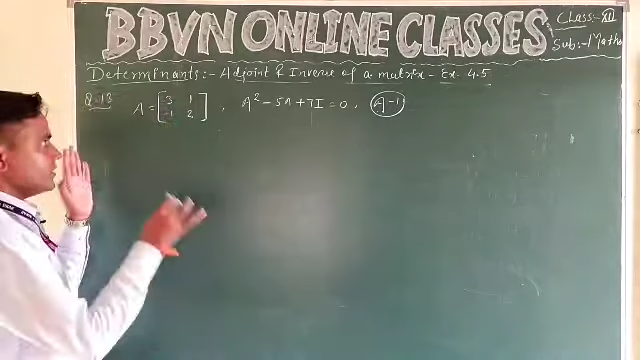 BBVN ONLINE CLASSES
Class:- XII
Sub:- Maths
Determinants:- Adjoint & Inverse of a matrix - Ex- 4.5
Q.13 A = [3 1 -1 2] , A² - 5A + 7I = 0 . A-1